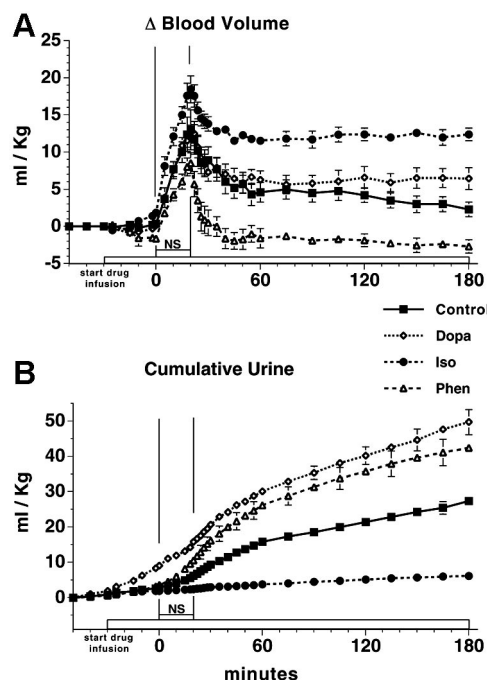 A
Δ Blood Volume
ml / Kg
25
20
15
10
5
0
-5
NS
start drug
infusion
0
60
120
180
Control
Dopa
Iso
Phen
B
Cumulative Urine
ml / Kg
50
40
30
20
10
0
NS
start drug
infusion
0
60
120
180
minutes